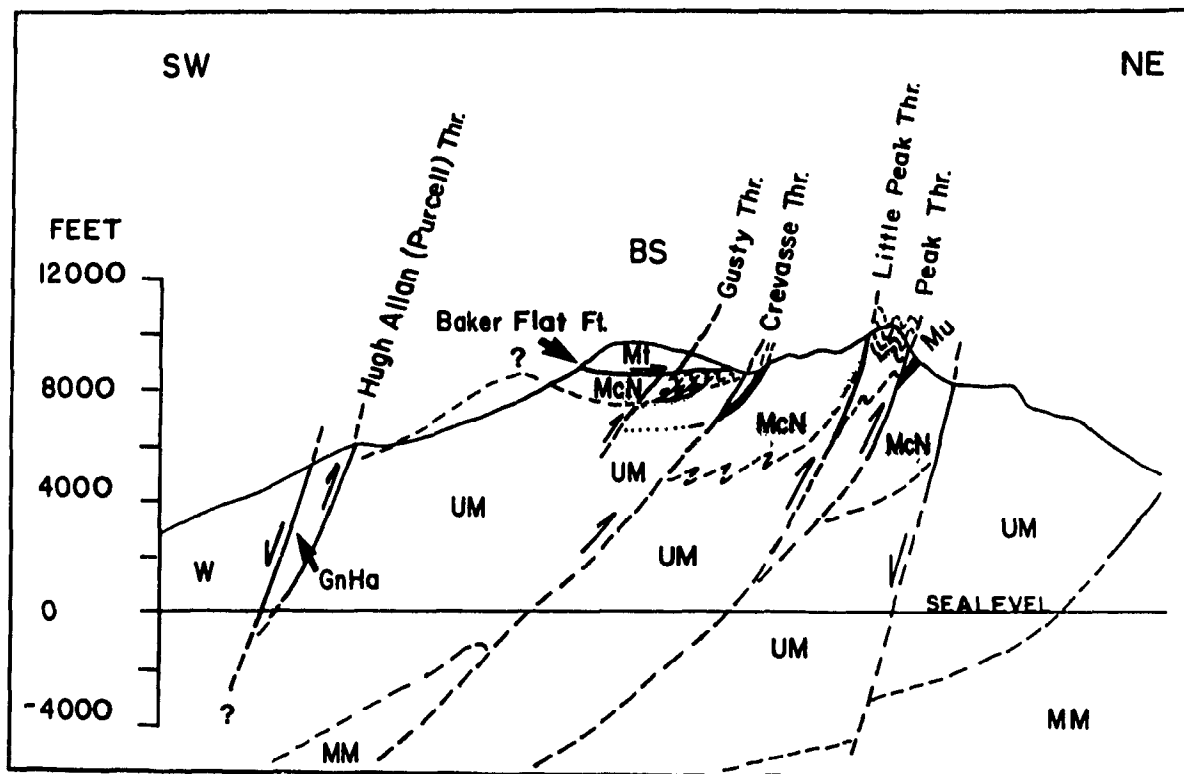 SW
NE
Hugh Allan (Purcell) Thr.
Gusty Thr.
Crevasse Thr.
Little Peak Thr.
Peak Thr.
FEET
12000
8000
4000
0
-4000
BS
Baker Flat Ft.
?
Mt
Mu
McN
McN
McN
UM
UM
UM
UM
UM
W
GnHa
SEALEVEL
?
MM
MM